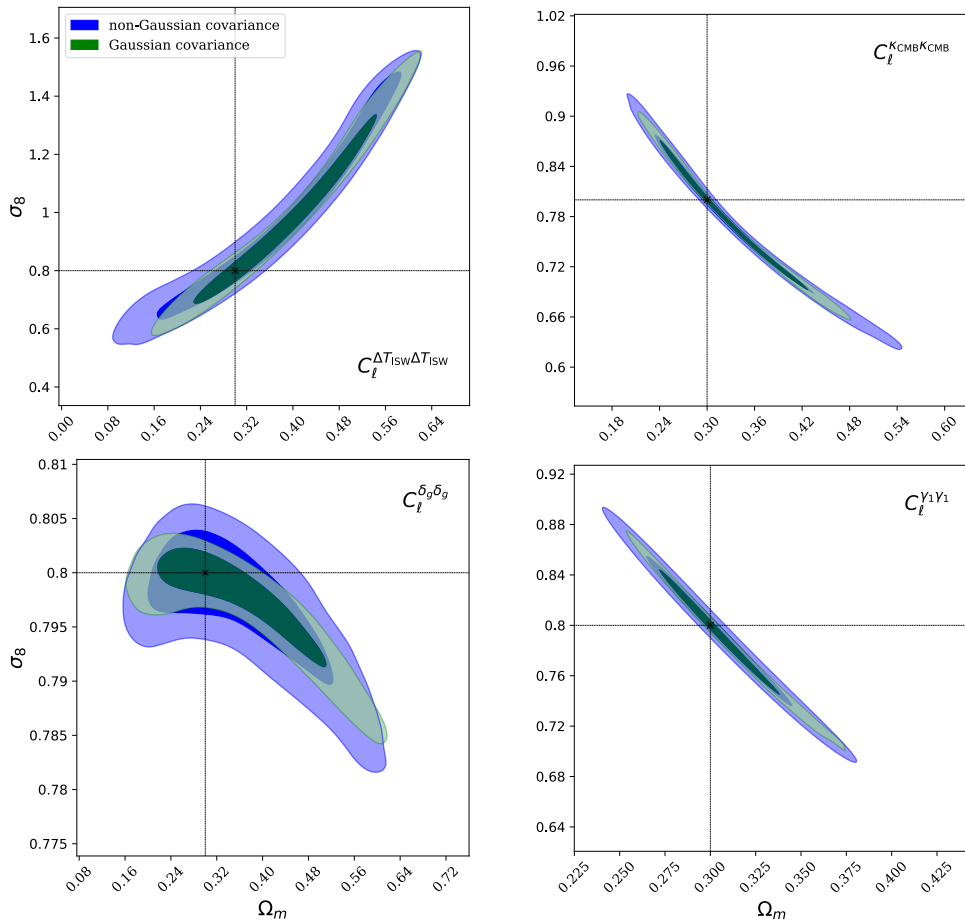 non-Gaussian covariance
Gaussian covariance
σ8
1.6
1.4
1.2
1
0.8
0.6
0.4
C_ℓ^{ΔT_ISW ΔT_ISW}
0.00 0.08 0.16 0.24 0.32 0.40 0.48 0.56 0.64
1.02
0.96
0.9
0.84
0.78
0.72
0.66
0.6
C_ℓ^{κ_CMB κ_CMB}
0.18 0.24 0.30 0.36 0.42 0.48 0.54 0.60
σ8
0.81
0.805
0.8
0.795
0.79
0.785
0.78
0.775
C_ℓ^{δ_g δ_g}
0.08 0.16 0.24 0.32 0.40 0.48 0.56 0.64 0.72
Ω_m
0.92
0.88
0.84
0.8
0.76
0.72
0.68
0.64
C_ℓ^{γ_1 γ_1}
0.225 0.250 0.275 0.300 0.325 0.350 0.375 0.400 0.425
Ω_m